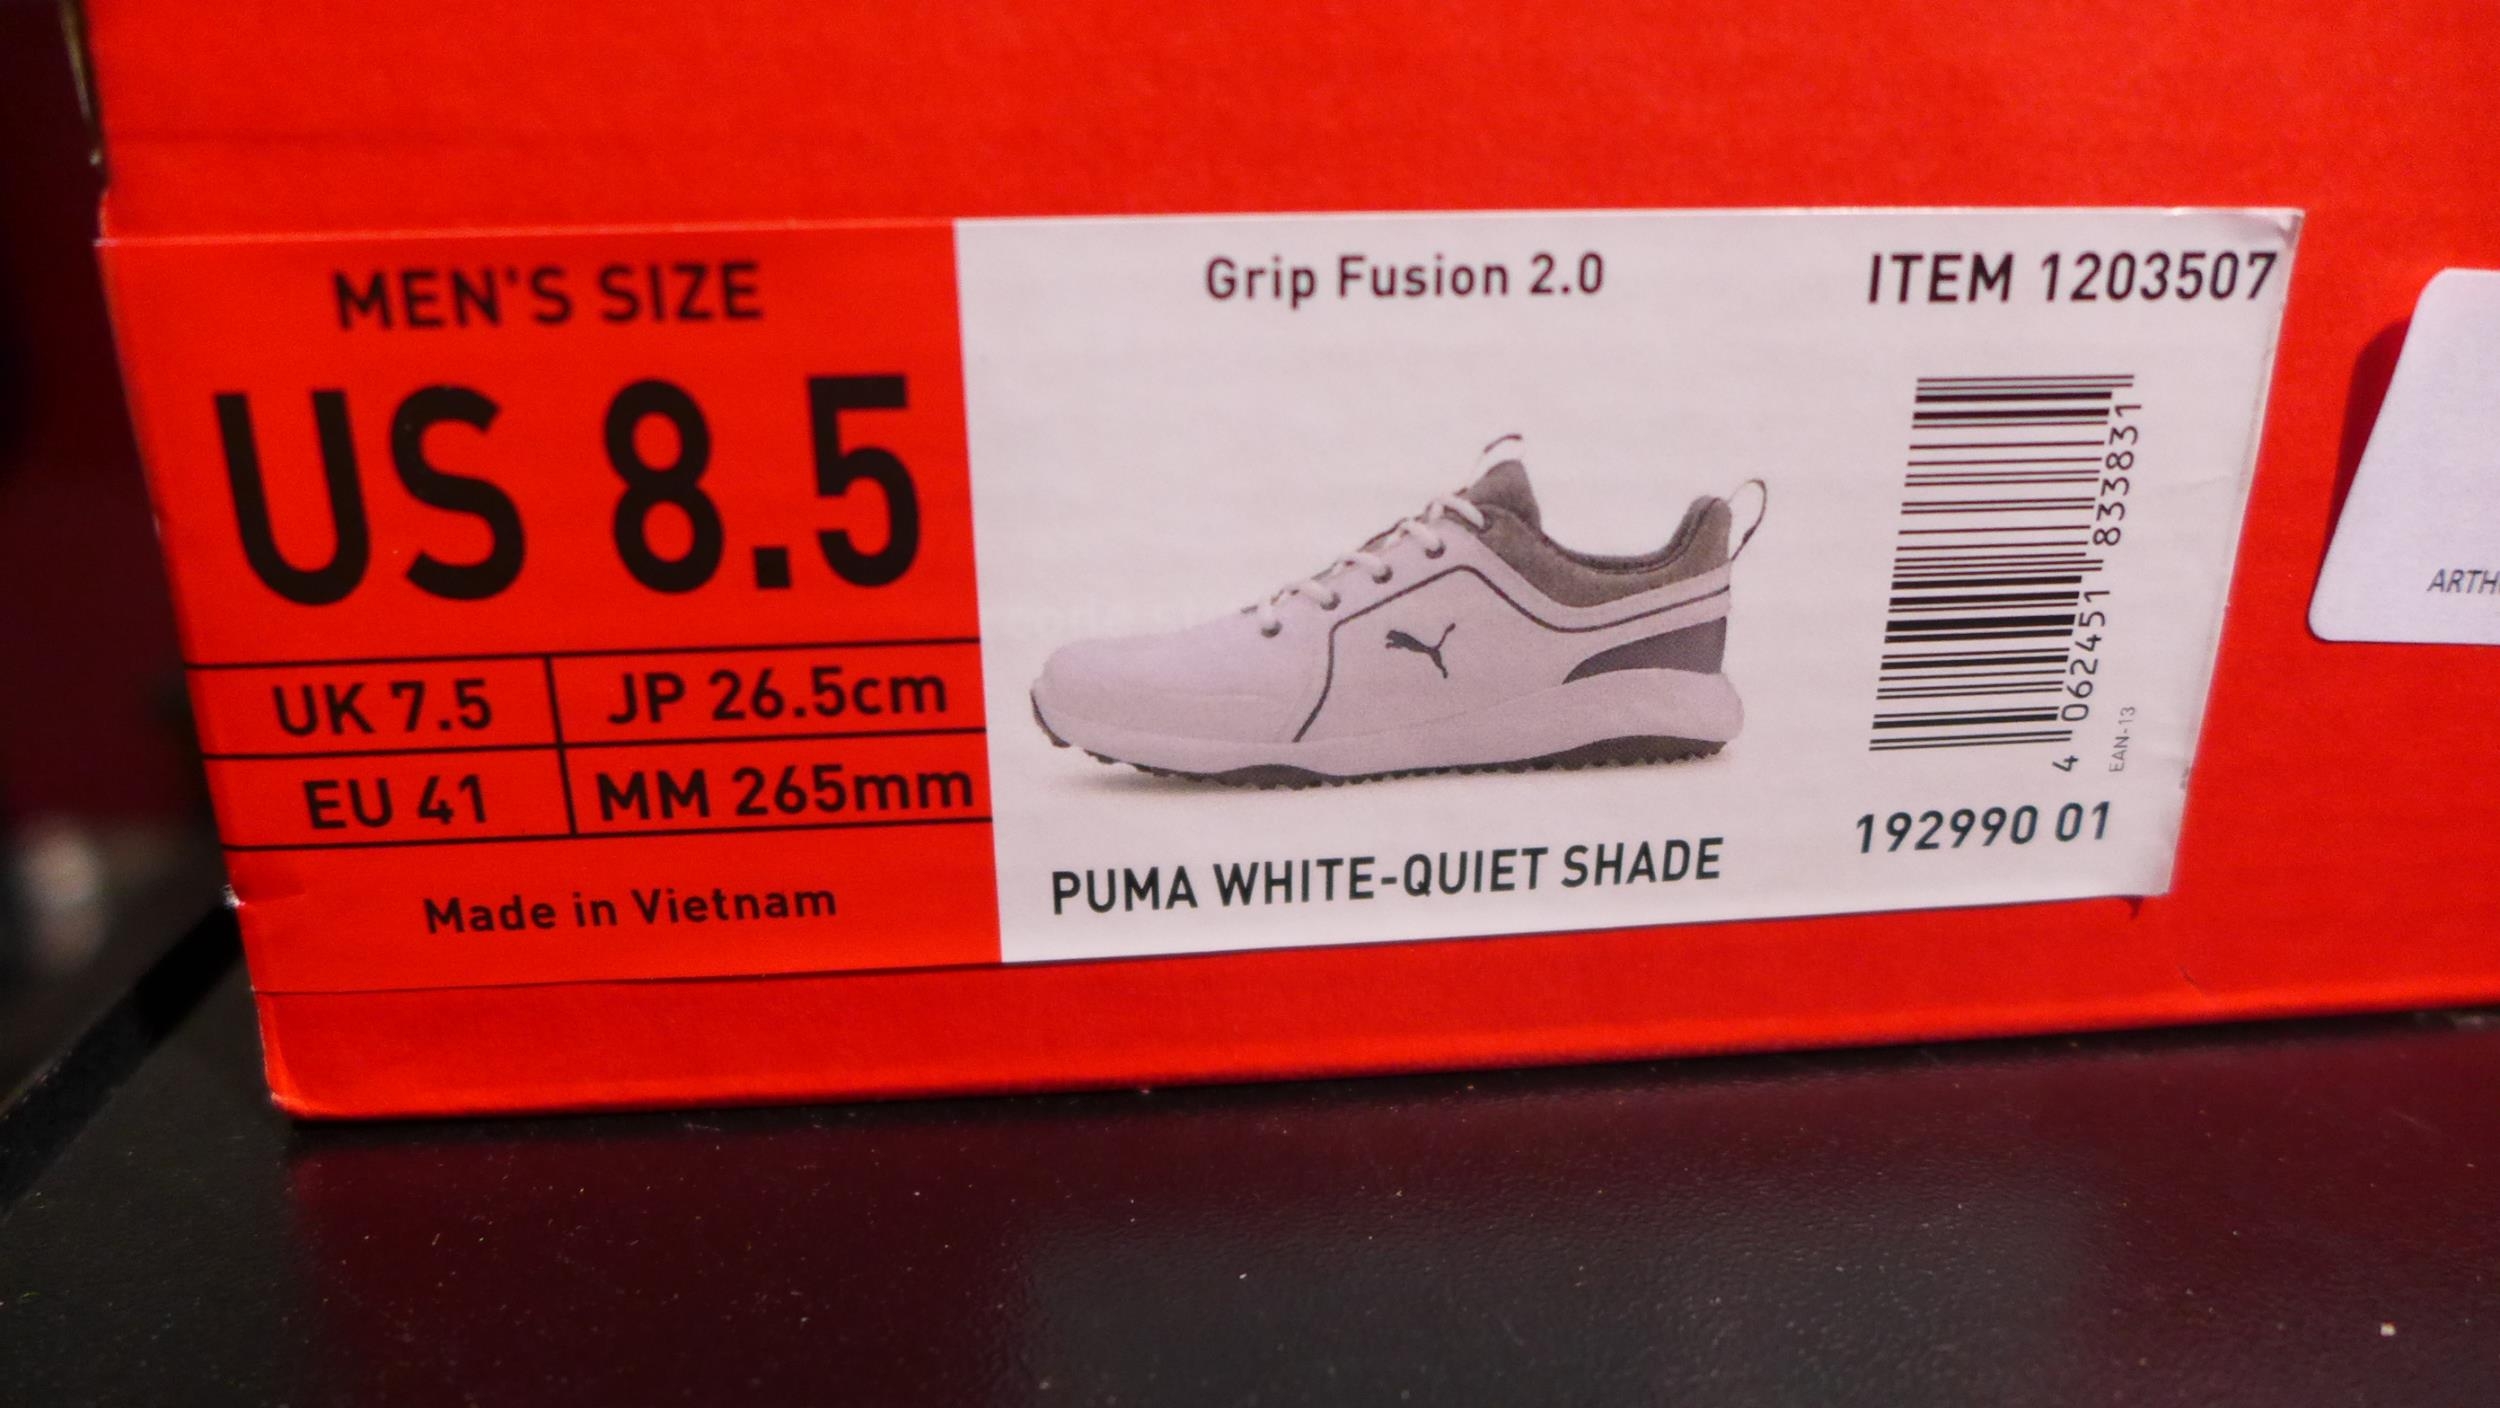 MEN'S SIZE
US 8.5
UK 7.5
JP 26.5cm
EU 41
MM 265mm
Made in Vietnam
Grip Fusion 2.0
ITEM 1203507
4 062451 833831
EAN-13
PUMA WHITE-QUIET SHADE
192990 01